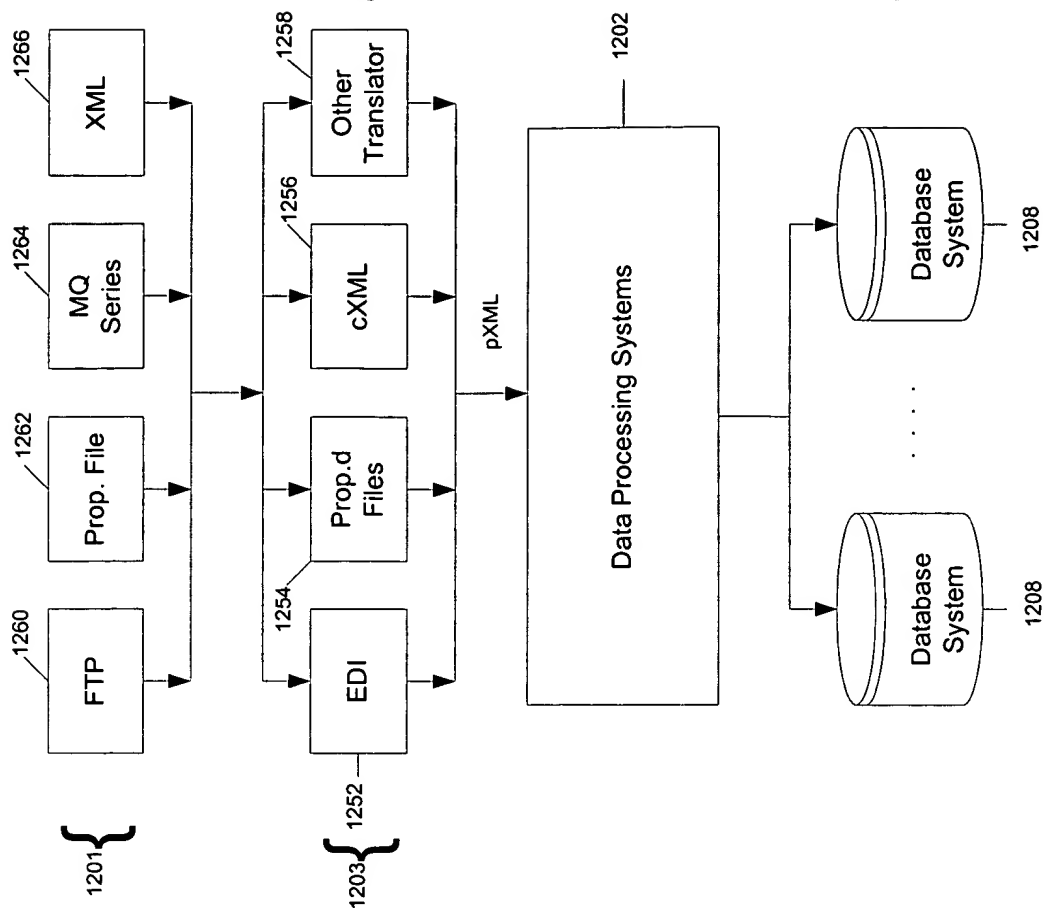 1201
1260
FTP
1262
Prop. File
1264
MQ
Series
1266
XML
1203
1252
EDI
1254
Prop.d
Files
1256
cXML
1258
Other
Translator
pXML
Data Processing Systems
1202
Database
System
1208
. . . . .
Database
System
1208